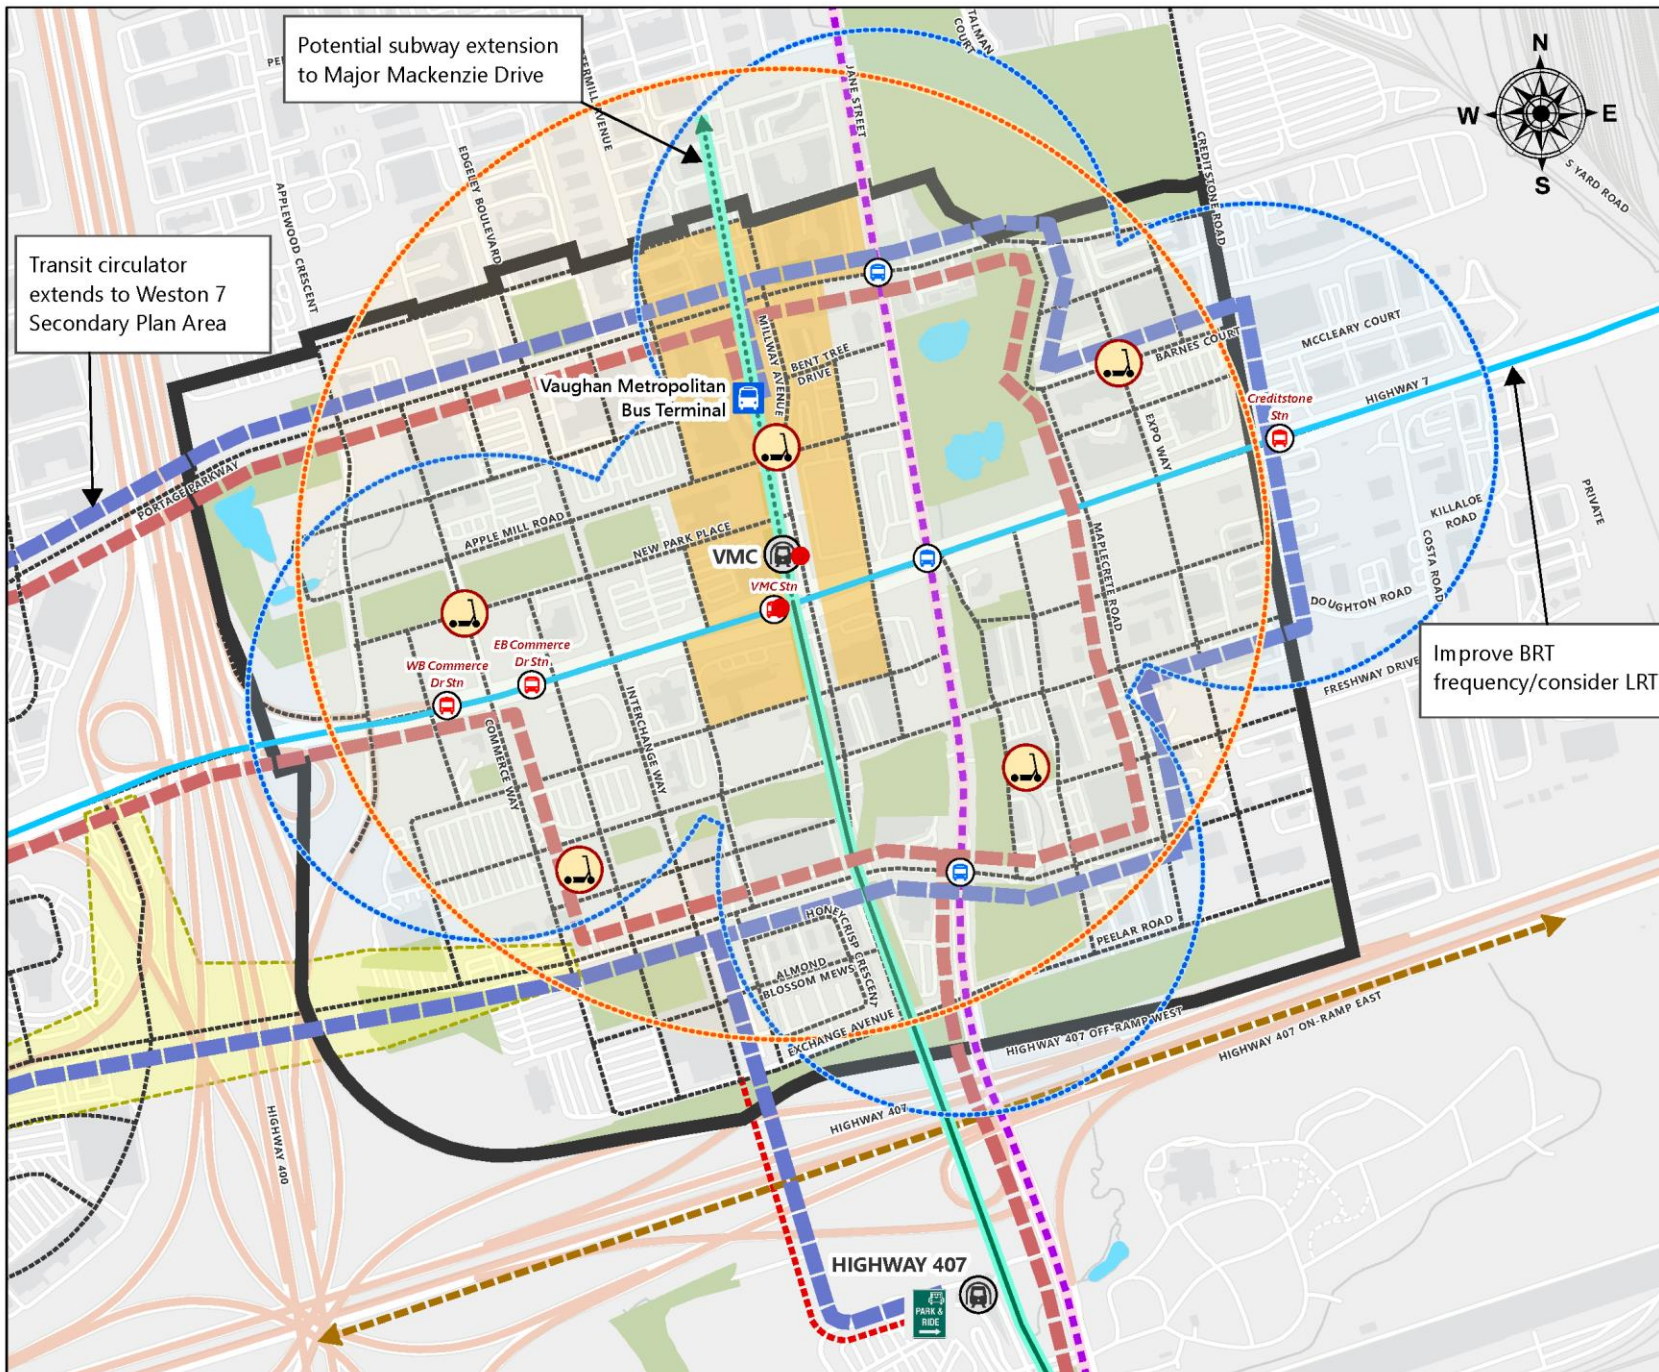 Potential subway extension
to Major Mackenzie Drive
TALMAN
COURT
JANE STREET
N
W
E
S
S YARD ROAD
CREDITSTONE ROAD
EDGELEY BOULEVARD
APPLEWOOD CRESCENT
Transit circulator
extends to Weston 7
Secondary Plan Area
MILLWAY AVENUE
BENT TREE
DRIVE
BARNES COURT
MCCLEARY COURT
HIGHWAY 7
Vaughan Metropolitan
Bus Terminal
Creditstone
Stn
EXPO WAY
PORTAGE PARKWAY
APPLE MILL ROAD
NEW PARK PLACE
VMC
VMC Stn
MAPLECRETE ROAD
KILLALOE
ROAD
PRIVATE
COSTA ROAD
DOUGHTON ROAD
Improve BRT
frequency/consider LRT
FRESHWAY DRIVE
WB Commerce
Dr Stn
EB Commerce
Dr Stn
COMMERCE WAY
INTERCHANGE WAY
HONEYCRISP CRESCENT
ALMOND
BLOSSOM MEWS
PEELAR ROAD
EXCHANGE AVENUE
HIGHWAY 407 OFF-RAMP WEST
HIGHWAY 407 ON-RAMP EAST
HIGHWAY 407
HIGHWAY 400
HIGHWAY 407
PARK &
RIDE